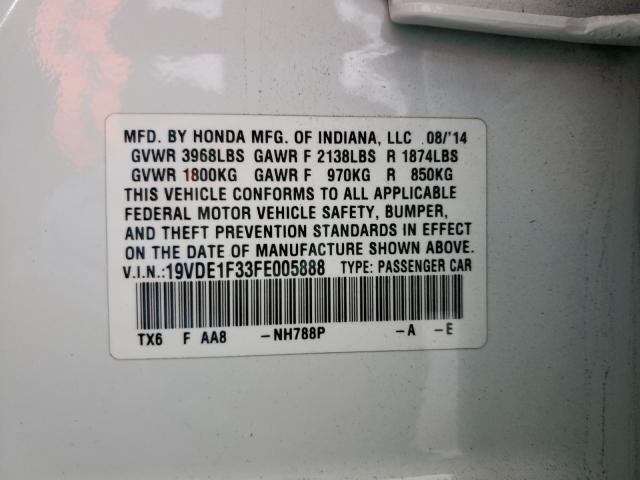 MFD. BY HONDA MFG. OF INDIANA, LLC 08/'14
GVWR 3968LBS GAWR F 2138LBS R 1874LBS
GVWR 1800KG GAWR F 970KG R 850KG
THIS VEHICLE CONFORMS TO ALL APPLICABLE
FEDERAL MOTOR VEHICLE SAFETY, BUMPER,
AND THEFT PREVENTION STANDARDS IN EFFECT
ON THE DATE OF MANUFACTURE SHOWN ABOVE.
V.I.N.:19VDE1F33FE005888 TYPE: PASSENGER CAR
TX6 F AA8 -NH788P -A -E